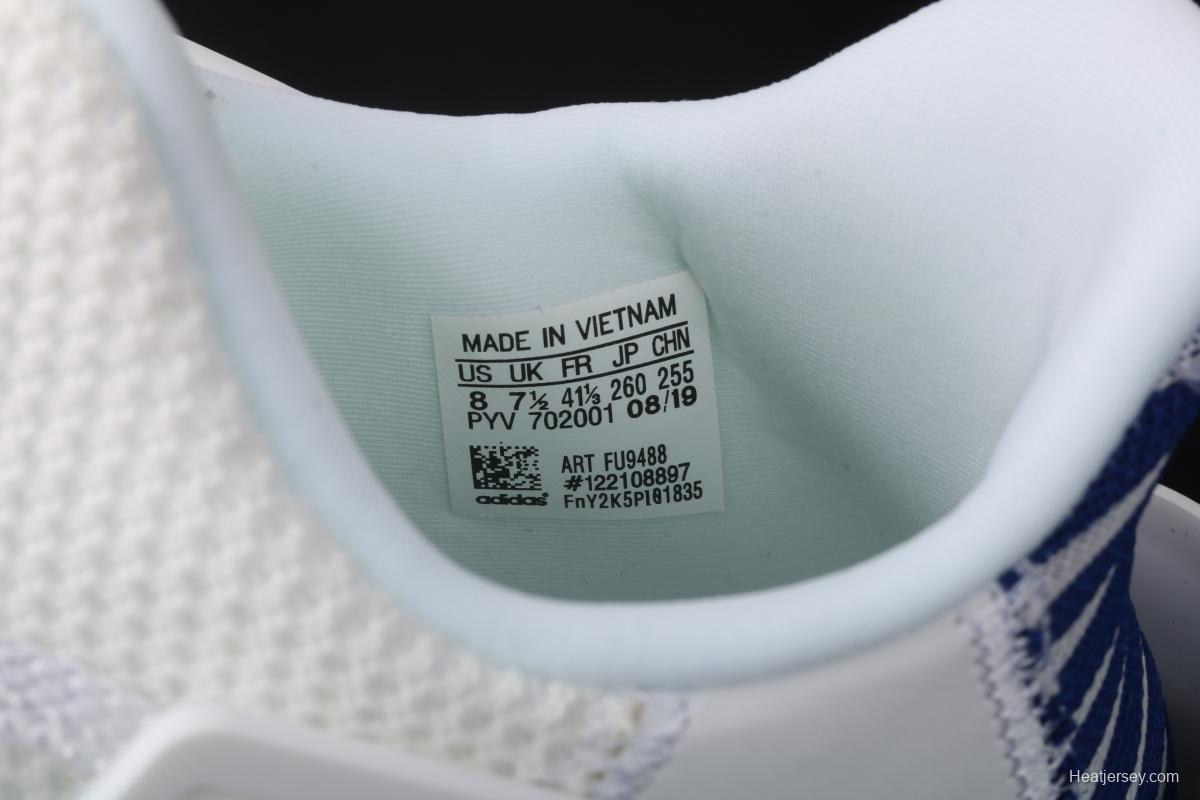 MADE IN VIETNAM
US UK FR JP CHN
8 7½ 41⅓ 260 255
PYV 702001 08/19
ART FU9488
#122108897
adidas FnY2K5Pl01835
Heatjersey.com